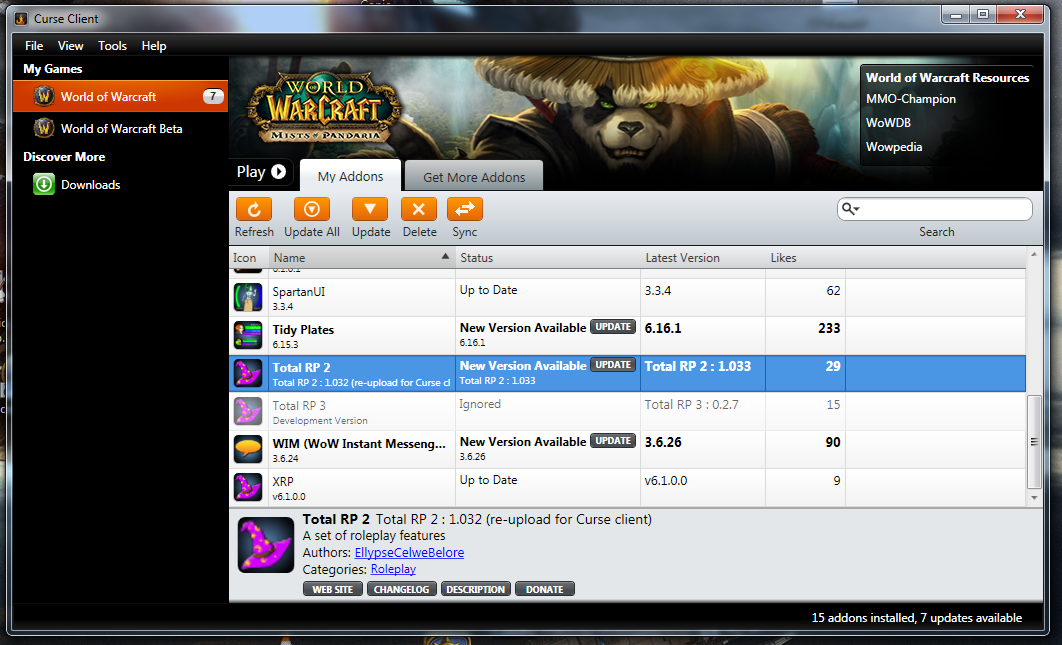 Curse Client
File View Tools Help
My Games
World of Warcraft 7
World of Warcraft Beta
Discover More
Downloads
WORLD
WARCRAFT
MISTS OF PANDARIA
World of Warcraft Resources
MMO-Champion
WoWDB
Wowpedia
Play My Addons Get More Addons
Refresh Update All Update Delete Sync Search
Icon Name Status Latest Version Likes
SpartanUI Up to Date 3.3.4 62
3.3.4
Tidy Plates New Version Available UPDATE 6.16.1 233
6.15.3 6.16.1
Total RP 2 New Version Available UPDATE Total RP 2 : 1.033 29
Total RP 2 : 1.032 (re-upload for Curse cl Total RP 2 : 1.033
Total RP 3 Ignored Total RP 3 : 0.2.7 15
Development Version
WIM (WoW Instant Messeng... New Version Available UPDATE 3.6.26 90
3.6.24 3.6.26
XRP Up to Date v6.1.0.0 9
v6.1.0.0
Total RP 2 Total RP 2 : 1.032 (re-upload for Curse client)
A set of roleplay features
Authors: EllypseCelweBelore
Categories: Roleplay
WEB SITE CHANGELOG DESCRIPTION DONATE
15 addons installed, 7 updates available